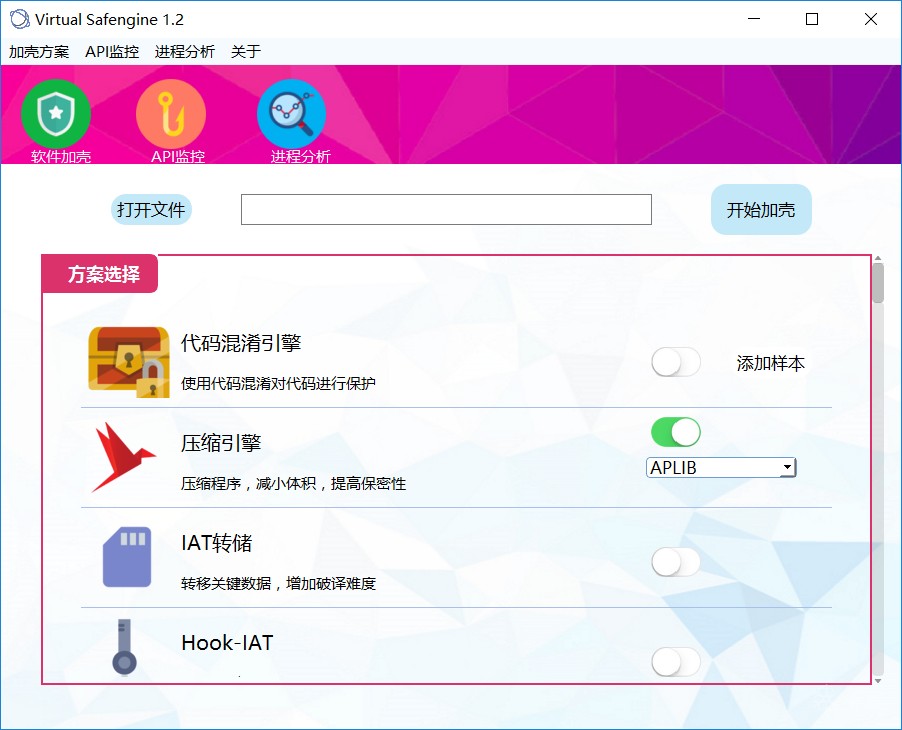 Virtual Safengine 1.2
加壳方案 API监控 进程分析 关于
软件加壳 API监控 进程分析
打开文件 开始加壳
方案选择
代码混淆引擎
使用代码混淆对代码进行保护
添加样本
压缩引擎
压缩程序，减小体积，提高保密性
APLIB
IAT转储
转移关键数据，增加破译难度
Hook-IAT